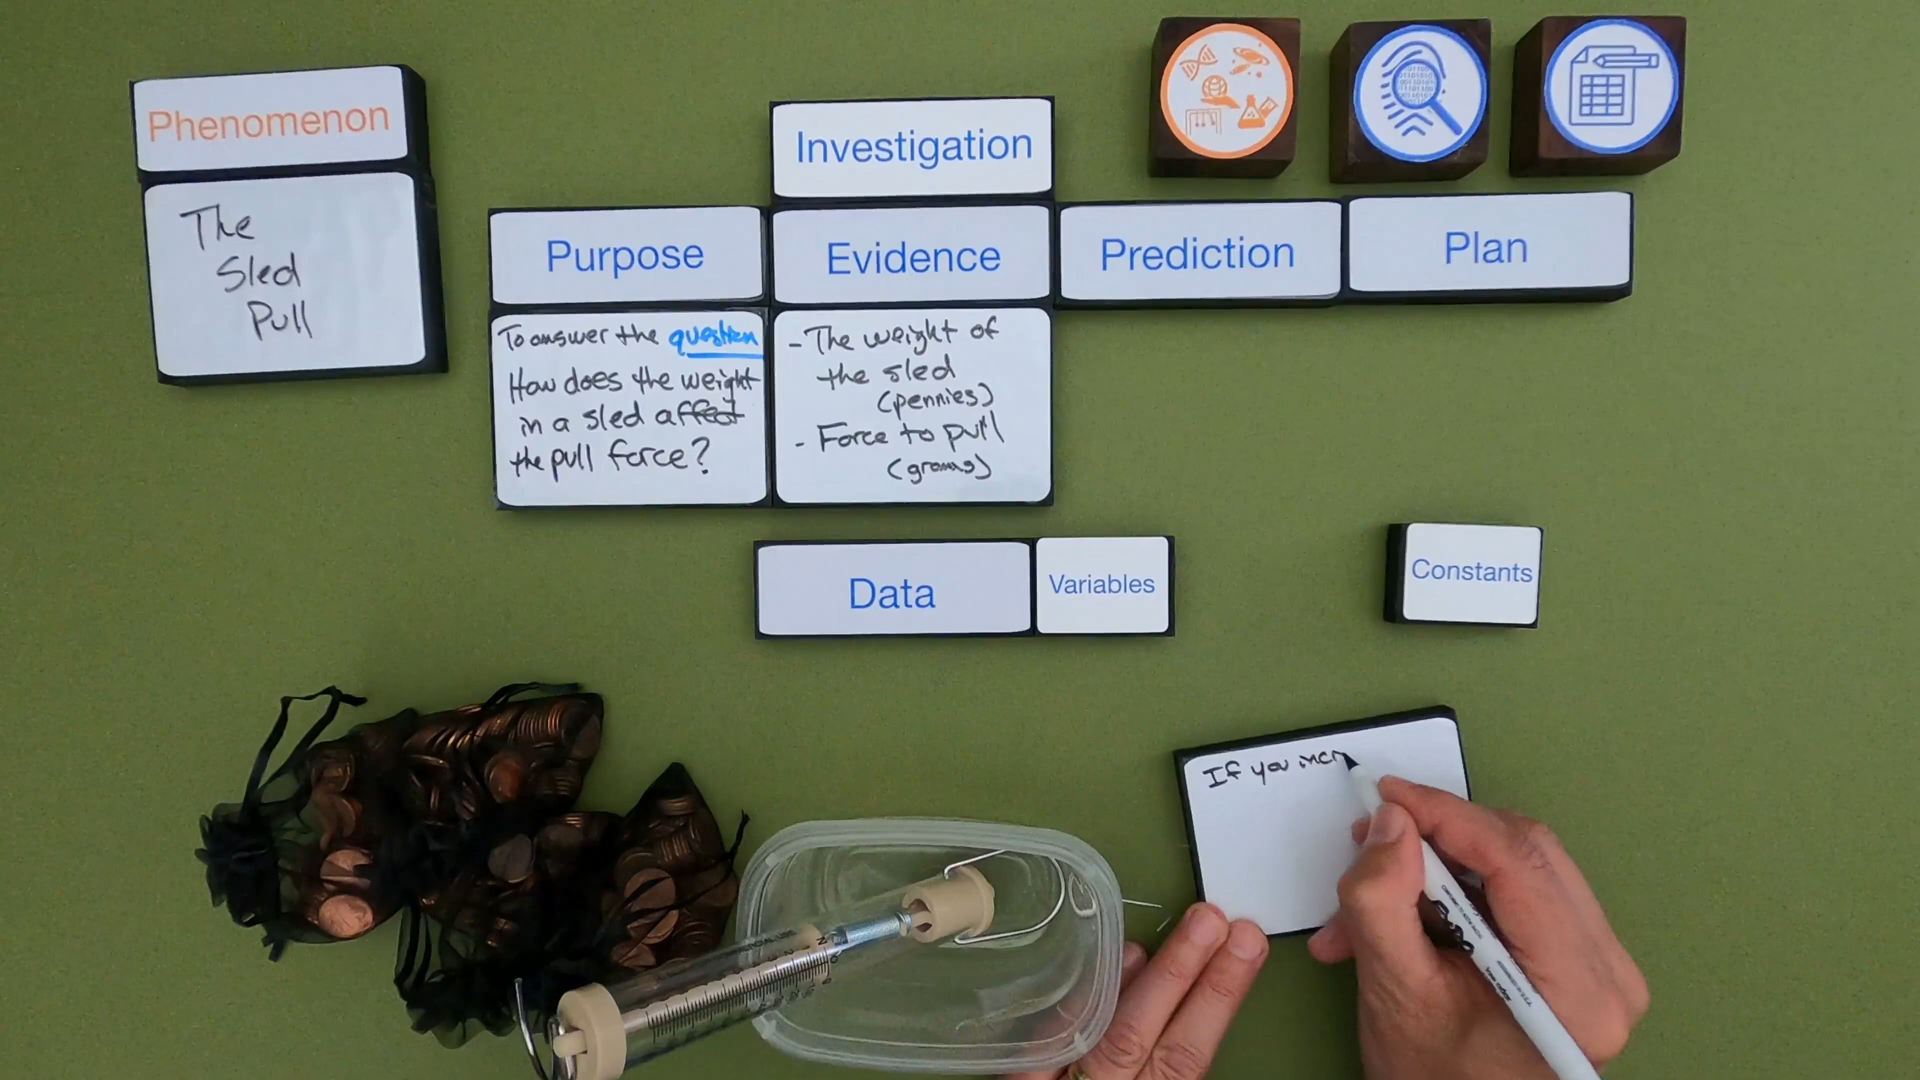 Phenomenon
The
Sled
Pull
Investigation
Purpose
Evidence
Prediction
Plan
To answer the question
How does the weight
in a sled affect
the pull force?
- The weight of
the sled
(pennies)
- Force to pull
(grams)
Data
Variables
Constants
If you incr